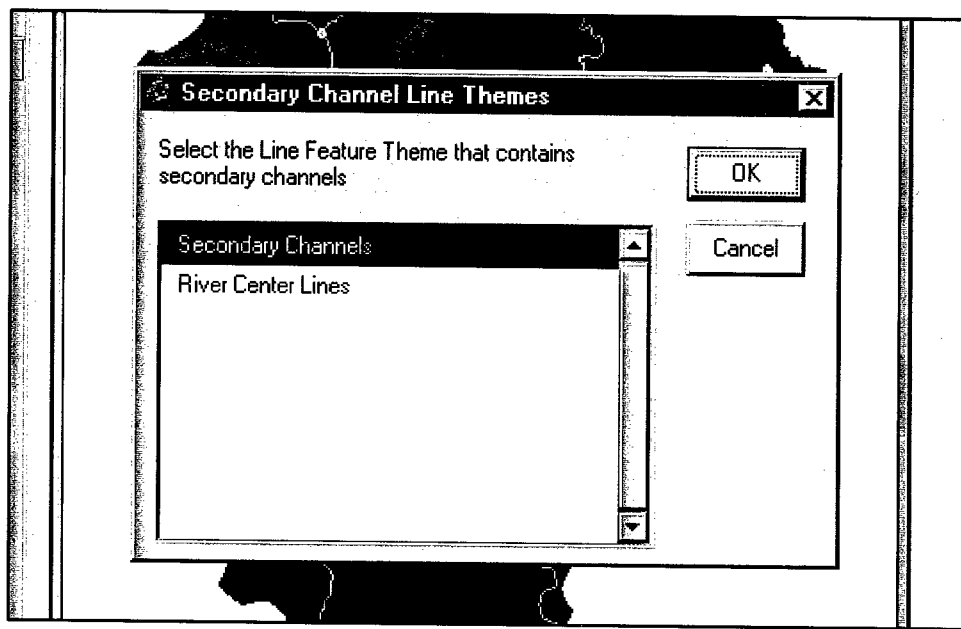 Secondary Channel Line Themes
Select the Line Feature Theme that contains
secondary channels
OK
Cancel
Secondary Channels
River Center Lines